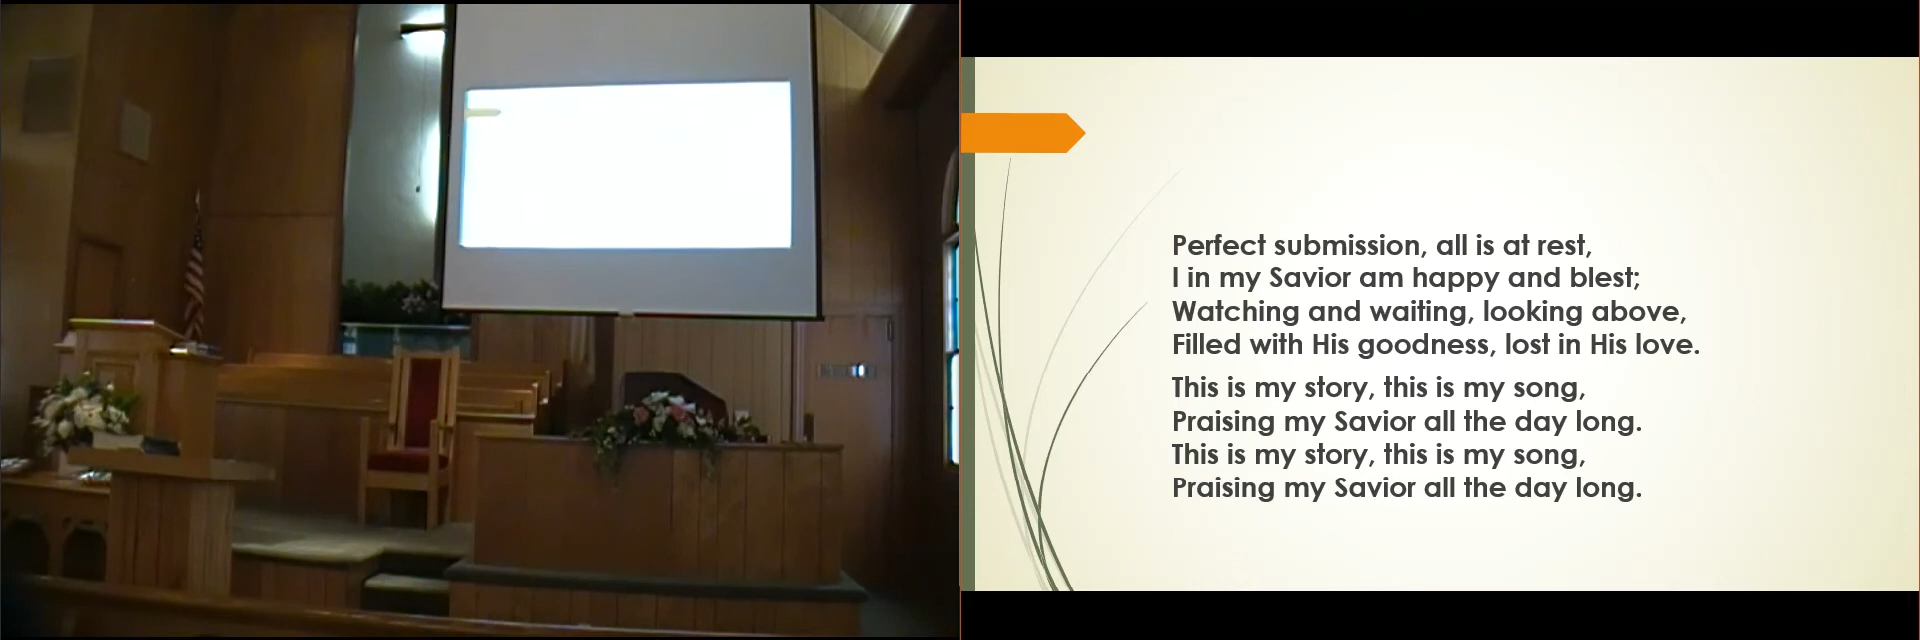 Perfect submission, all is at rest,
I in my Savior am happy and blest;
Watching and waiting, looking above,
Filled with His goodness, lost in His love.
This is my story, this is my song,
Praising my Savior all the day long.
This is my story, this is my song,
Praising my Savior all the day long.